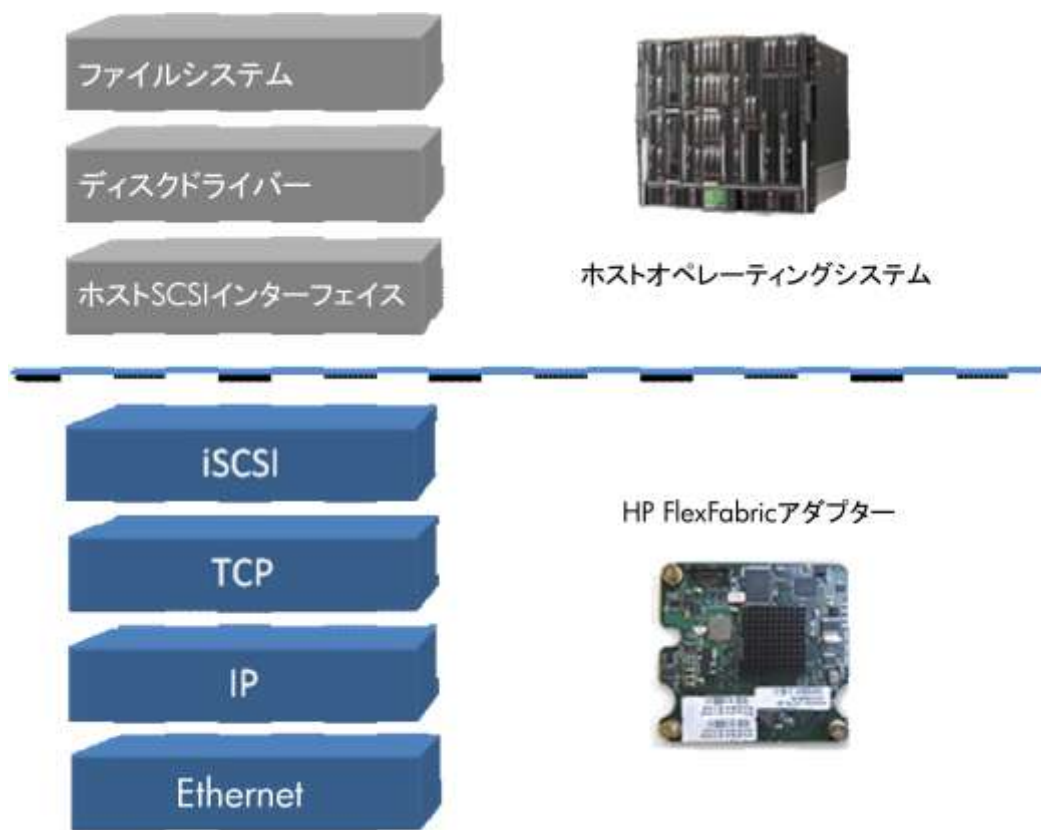 ファイルシステム
ディスクドライバー
ホストSCSIインターフェイス
ホストオペレーティングシステム
iSCSI
TCP
IP
Ethernet
HP FlexFabricアダプター